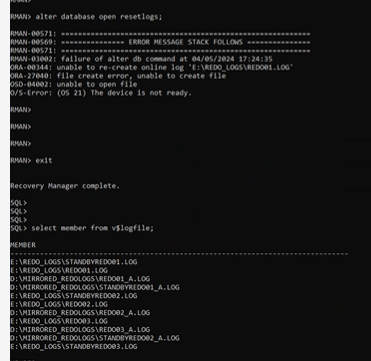 RMAN>
RMAN> alter database open resetlogs;
RMAN-00571: ===========================================================
RMAN-00569: =============== ERROR MESSAGE STACK FOLLOWS ===============
RMAN-00571: ===========================================================
RMAN-03002: failure of alter db command at 04/05/2024 17:24:35
ORA-00344: unable to re-create online log 'E:\REDO_LOGS\REDO01.LOG'
ORA-27040: file create error, unable to create file
OSD-04002: unable to open file
O/S-Error: (OS 21) The device is not ready.
RMAN>
RMAN>
RMAN>
RMAN> exit
Recovery Manager complete.
SQL>
SQL>
SQL>
SQL> select member from v$logfile;
MEMBER
--------------------------------------------------------------------------------
E:\REDO_LOGS\STANDBYREDO01.LOG
E:\REDO_LOGS\REDO01.LOG
D:\MIRRORED_REDOLOGS\REDO01_A.LOG
D:\MIRRORED_REDOLOGS\STANDBYREDO01_A.LOG
E:\REDO_LOGS\STANDBYREDO02.LOG
E:\REDO_LOGS\REDO02.LOG
D:\MIRRORED_REDOLOGS\REDO02_A.LOG
E:\REDO_LOGS\REDO03.LOG
D:\MIRRORED_REDOLOGS\REDO03_A.LOG
D:\MIRRORED_REDOLOGS\STANDBYREDO02_A.LOG
E:\REDO_LOGS\STANDBYREDO03.LOG